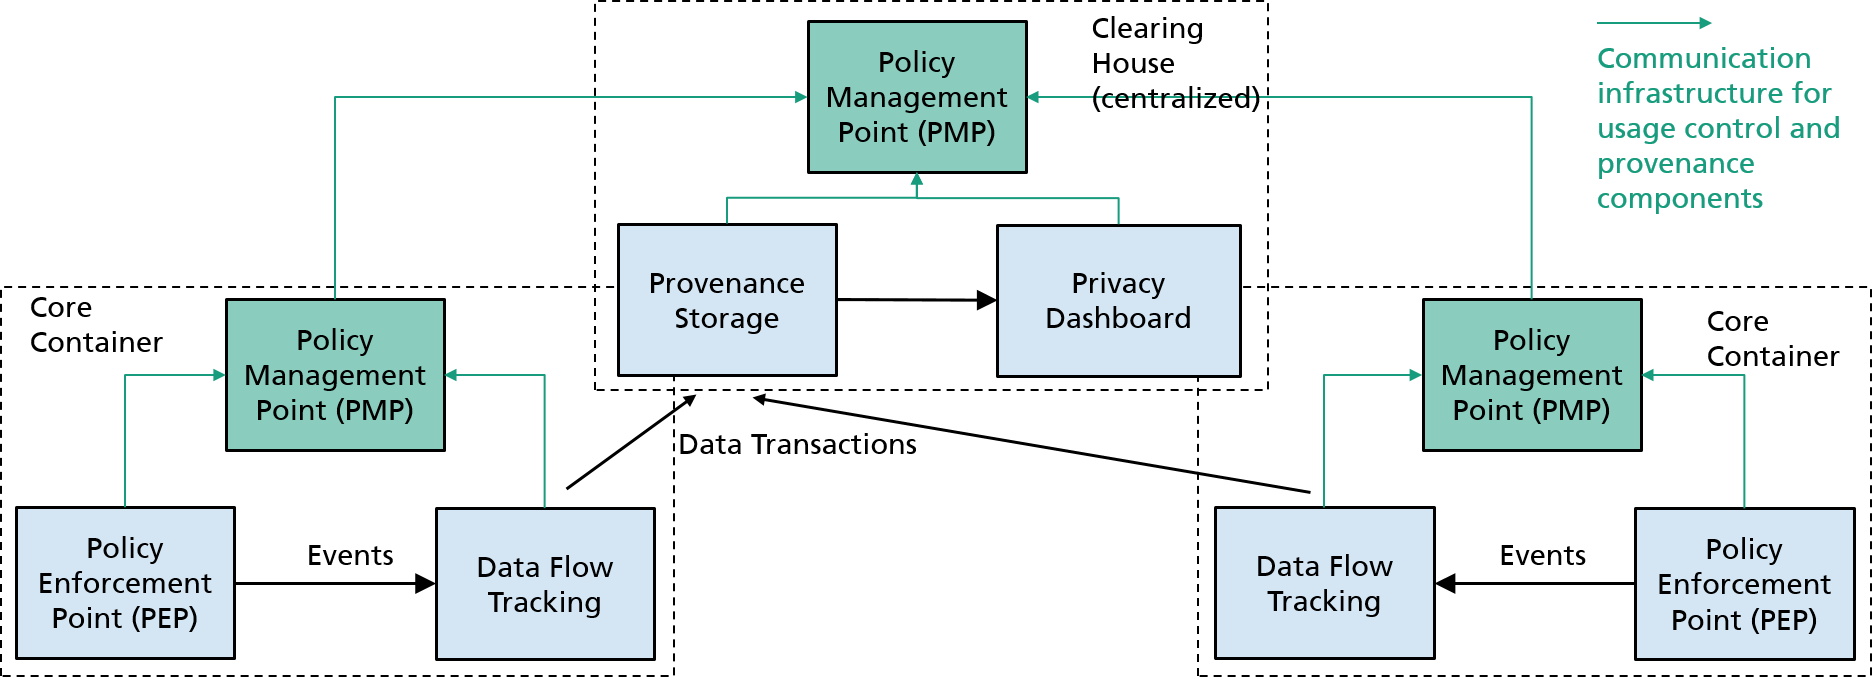 Policy
Management
Point (PMP)
Clearing
House
(centralized)
Communication
infrastructure for
usage control and
provenance
components
Provenance
Storage
Privacy
Dashboard
Core
Container
Policy
Management
Point (PMP)
Policy
Management
Point (PMP)
Core
Container
Data Transactions
Policy
Enforcement
Point (PEP)
Events
Data Flow
Tracking
Data Flow
Tracking
Events
Policy
Enforcement
Point (PEP)